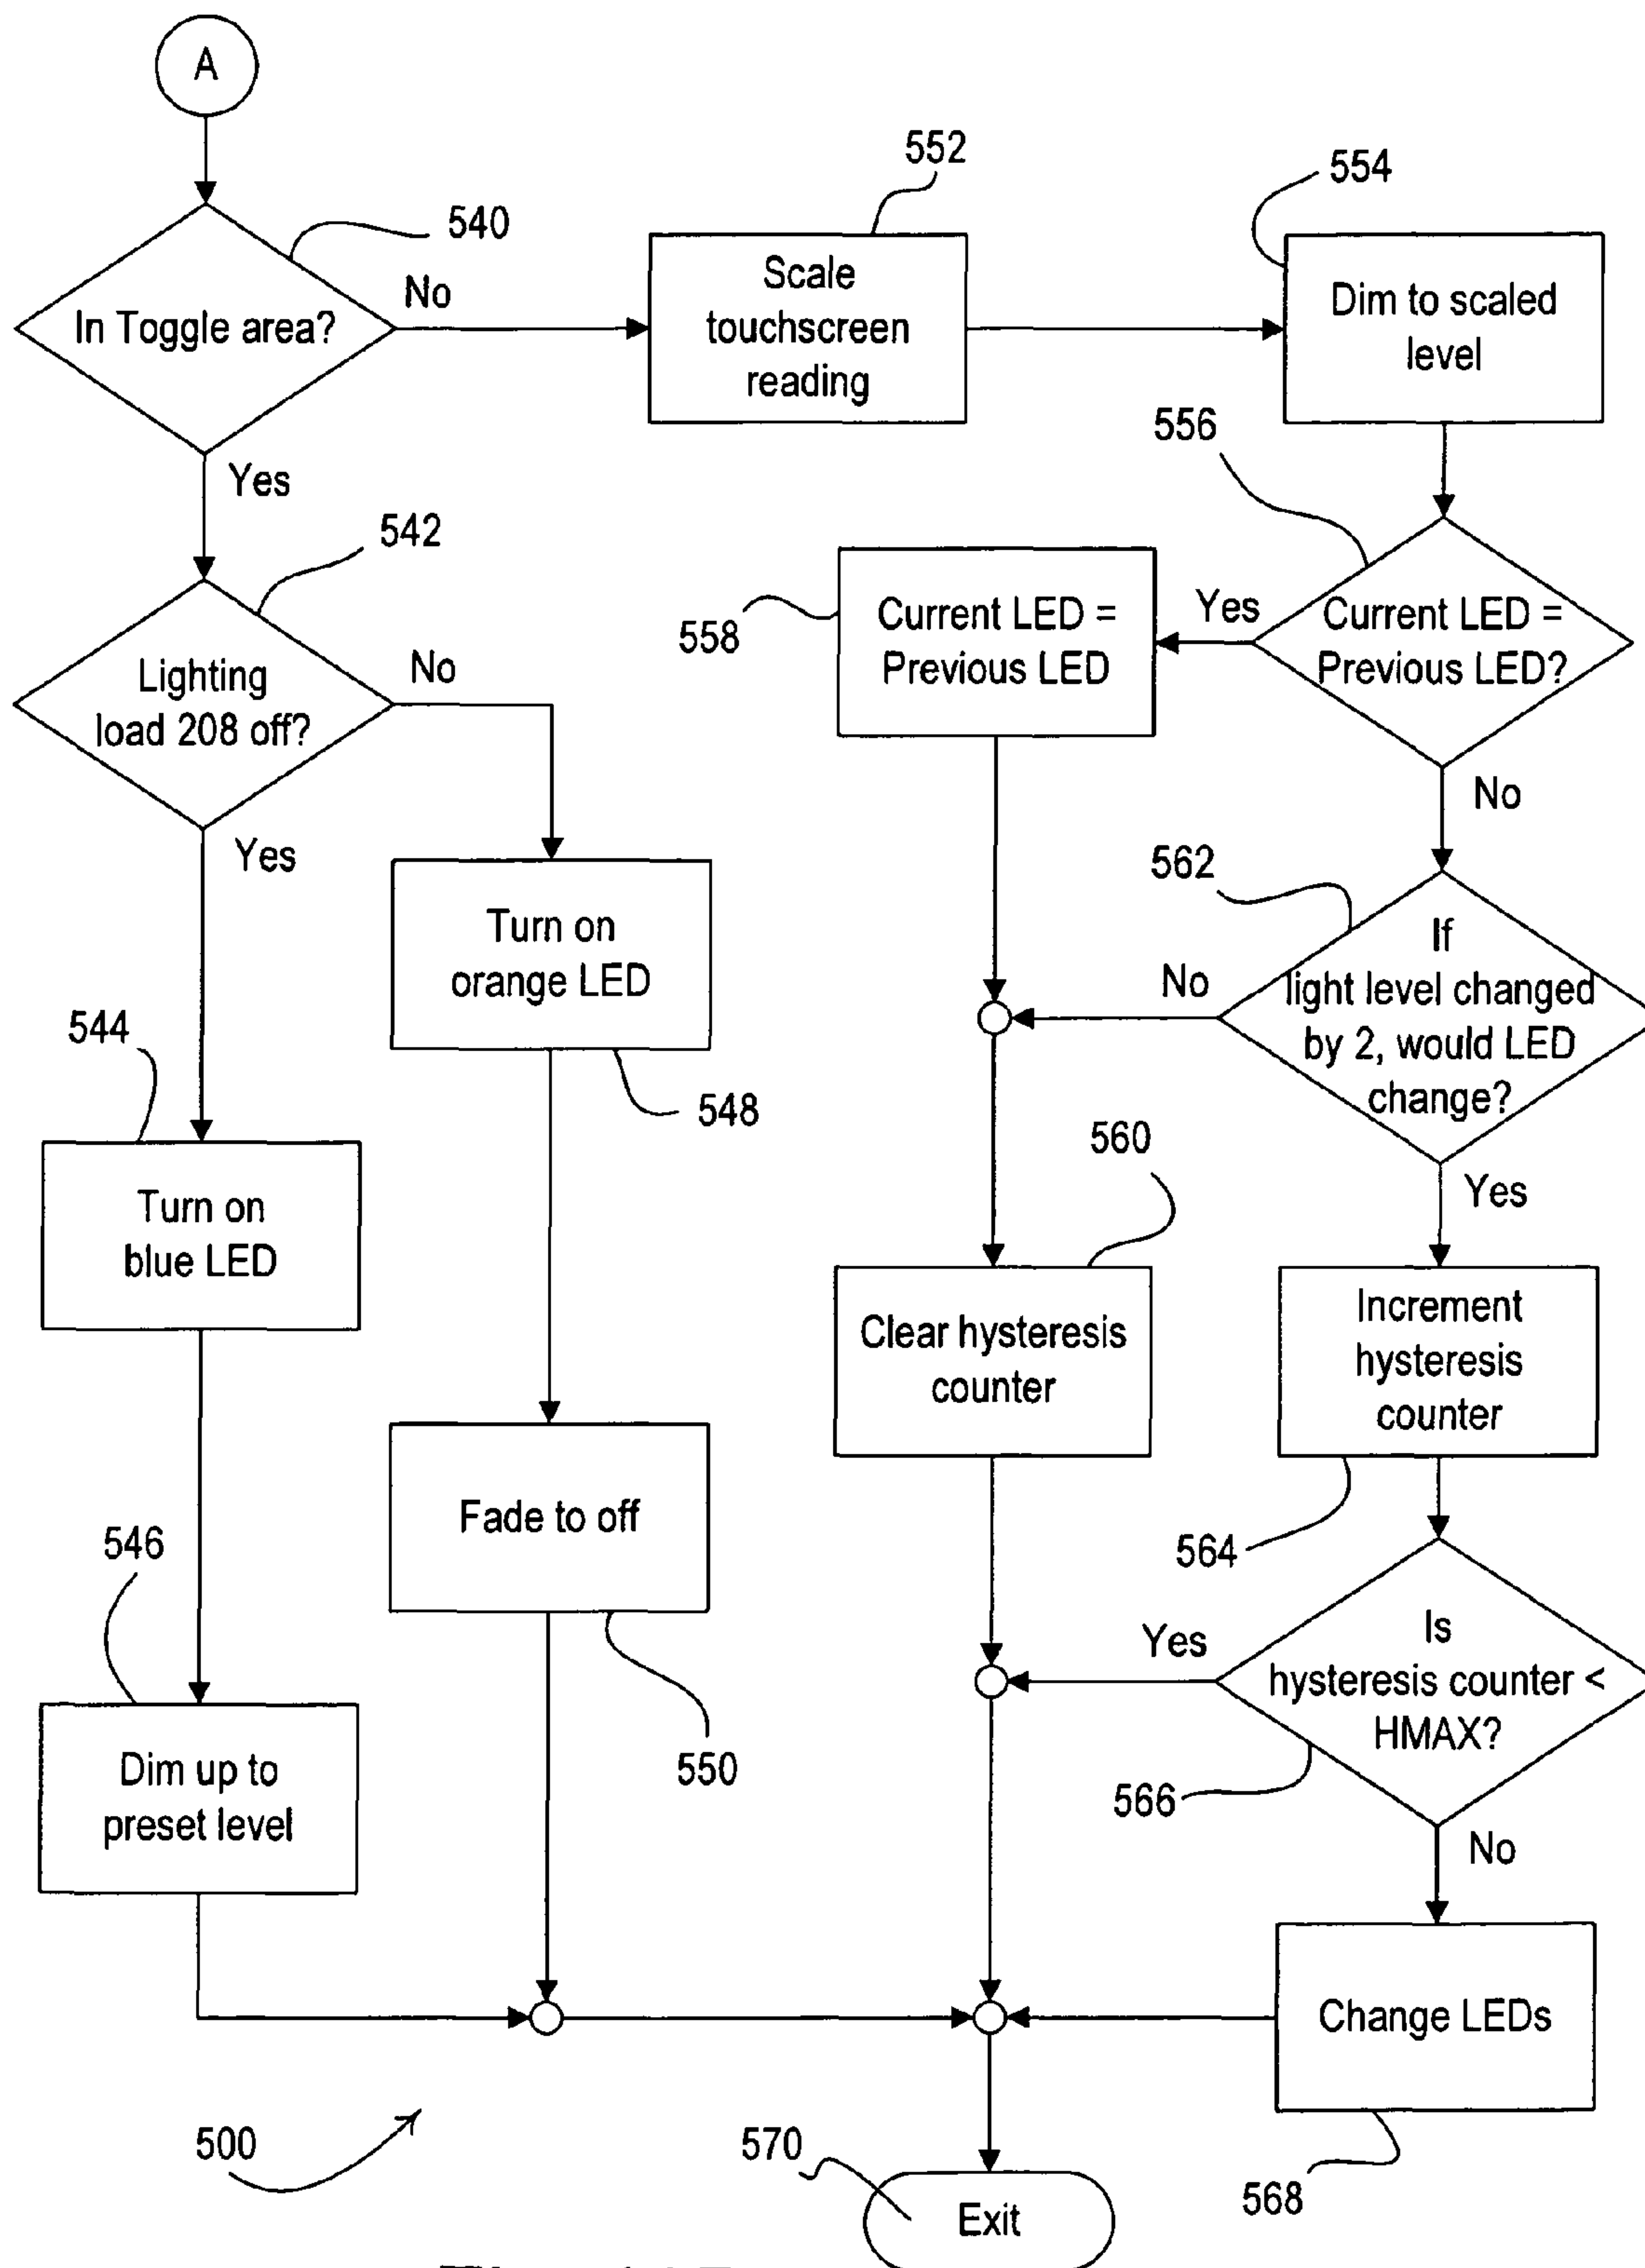 A
540
In Toggle area?
No
Yes
552
Scale
touchscreen
reading
554
Dim to scaled
level
542
Lighting
load 208 off?
No
Yes
556
Current LED =
Previous LED?
Yes
No
558
Current LED =
Previous LED
562
If
light level changed
by 2, would LED
change?
No
Yes
544
Turn on
blue LED
548
Turn on
orange LED
560
Clear hysteresis
counter
Increment
hysteresis
counter
564
546
Dim up to
preset level
Fade to off
550
Is
hysteresis counter <
HMAX?
Yes
No
566
Change LEDs
568
500
570
Exit